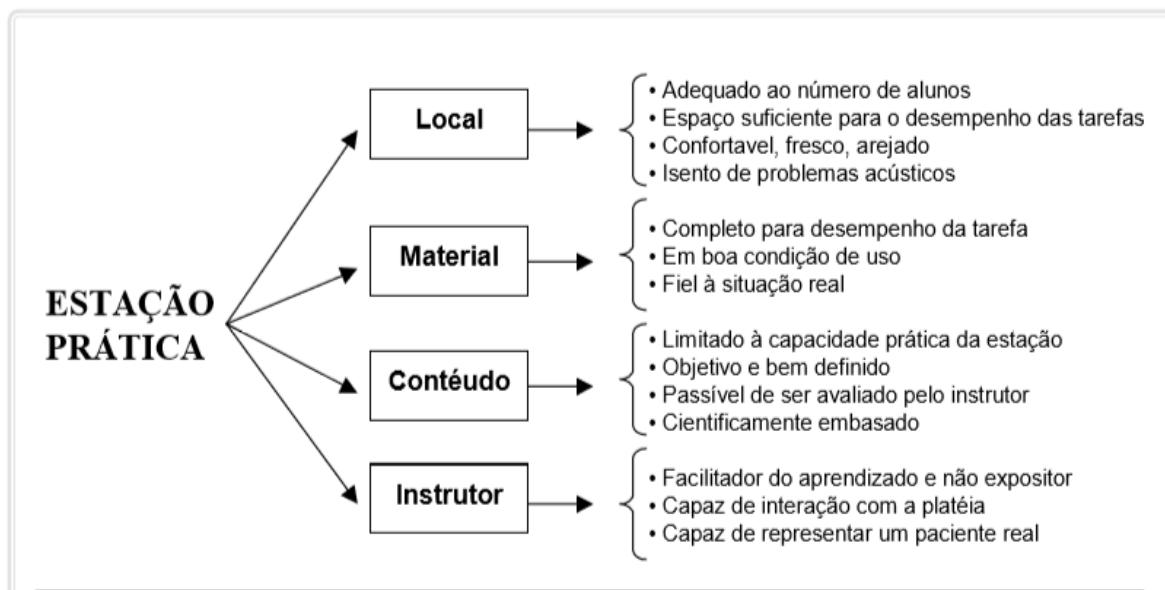 Local
• Adequado ao número de alunos
• Espaço suficiente para o desempenho das tarefas
• Confortavel, fresco, arejado
• Isento de problemas acústicos
Material
• Completo para desempenho da tarefa
• Em boa condição de uso
• Fiel à situação real
ESTAÇÃO
PRÁTICA
Contéudo
• Limitado à capacidade prática da estação
• Objetivo e bem definido
• Passível de ser avaliado pelo instrutor
• Cientificamente embasado
Instrutor
• Facilitador do aprendizado e não expositor
• Capaz de interação com a platéia
• Capaz de representar um paciente real